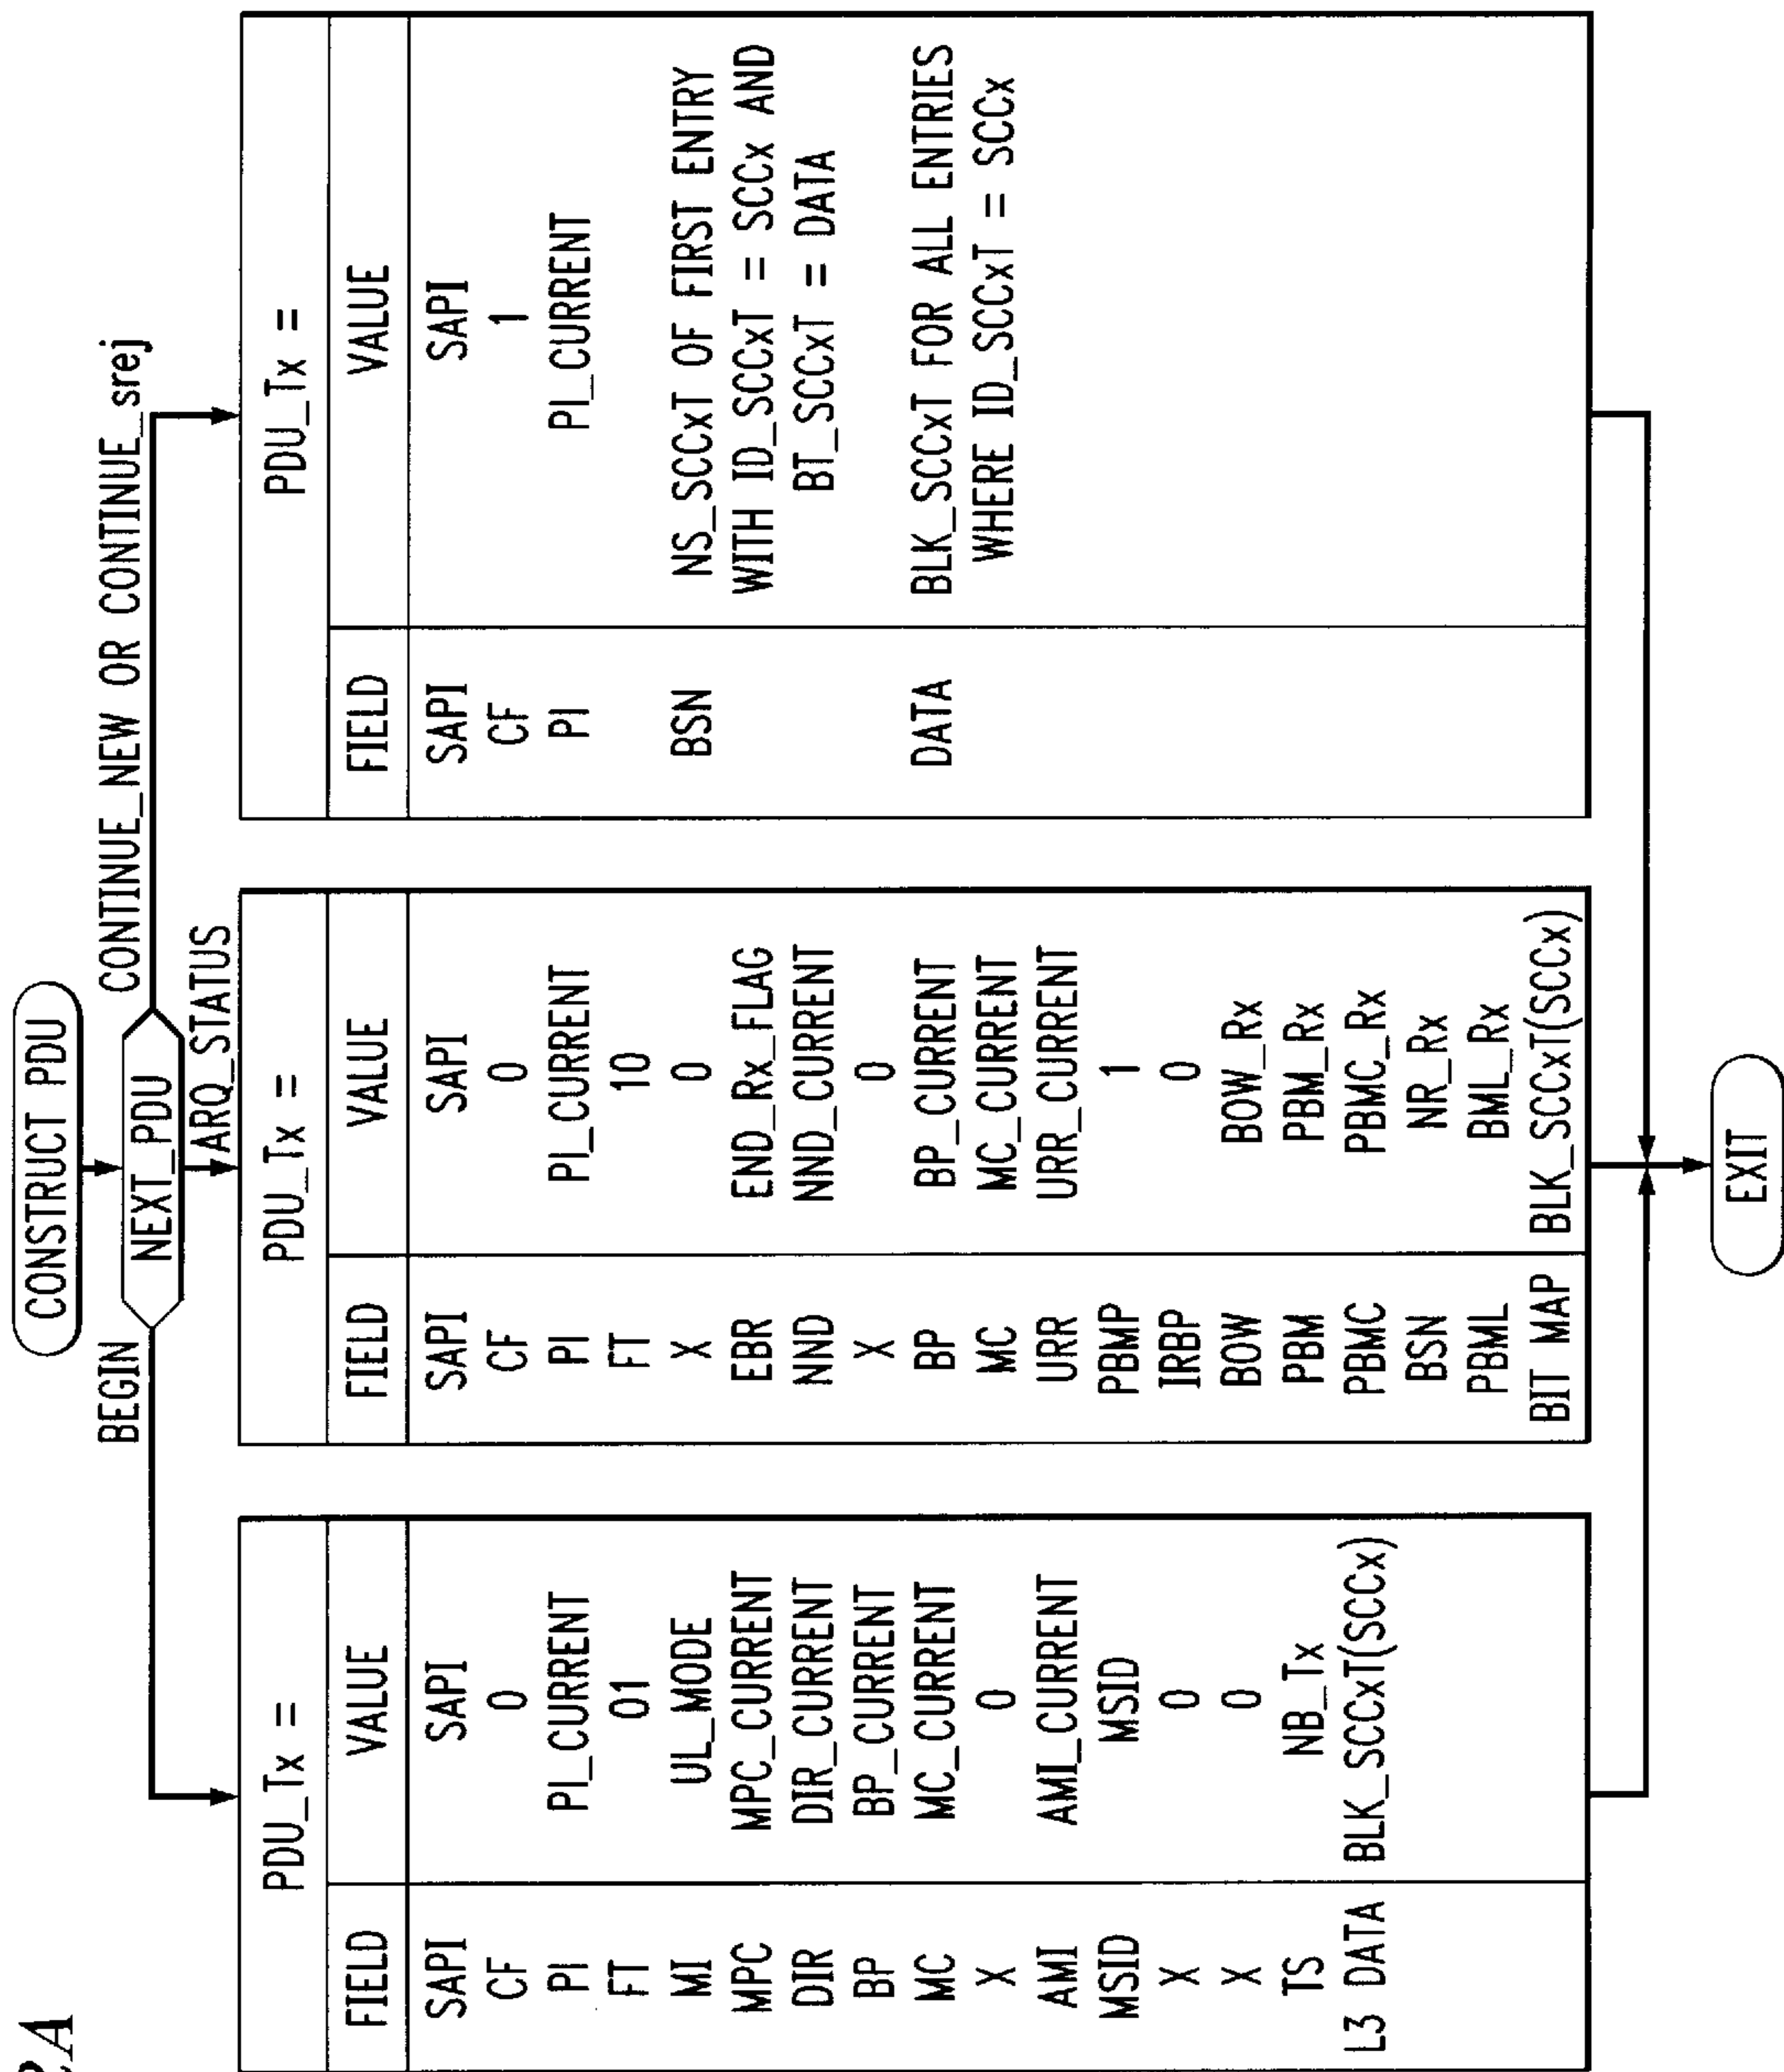 2A
CONSTRUCT PDU
NEXT_PDU
BEGIN
ARQ_STATUS
CONTINUE_NEW OR CONTINUE_srej
PDU_Tx =
FIELD VALUE
SAPI SAPI
CF 0
PI PI_CURRENT
FT 01
MI UL_MODE
MPC MPC_CURRENT
DIR DIR_CURRENT
BP BP_CURRENT
MC MC_CURRENT
X 0
AMI AMI_CURRENT
MSID MSID
X 0
X 0
TS NB_Tx
L3 DATA BLK_SCCxT(SCCx)
PDU_Tx =
FIELD VALUE
SAPI SAPI
CF 0
PI PI_CURRENT
FT 10
X 0
EBR END_Rx_FLAG
NND NND_CURRENT
X 0
BP BP_CURRENT
MC MC_CURRENT
URR URR_CURRENT
PBMP 1
IRBP 0
BOW BOW_Rx
PBM PBM_Rx
PBMC PBMC_Rx
BSN NR_Rx
PBML BML_Rx
BIT MAP BLK_SCCxT(SCCx)
PDU_Tx =
FIELD VALUE
SAPI SAPI
CF 1
PI PI_CURRENT
BSN NS_SCCxT OF FIRST ENTRY
WITH ID_SCCxT = SCCx AND
BT_SCCxT = DATA
DATA BLK_SCCxT FOR ALL ENTRIES
WHERE ID_SCCxT = SCCx
EXIT